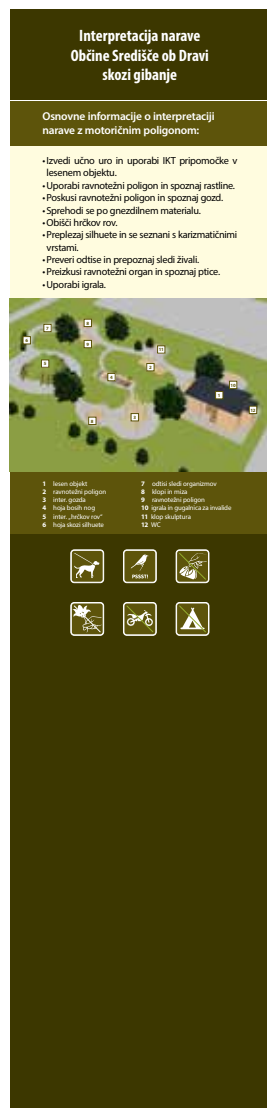 Interpretacija narave
Občine Središče ob Dravi
skozi gibanje
Osnovne informacije o interpretaciji
narave z motoričnim poligonom:
• Izvedi učno uro in uporabi IKT pripomočke v
lesenem objektu.
• Uporabi ravnotežni poligon in spoznaj rastline.
• Poskusi ravnotežni poligon in spoznaj gozd.
• Sprehodi se po gnezdilnem materialu.
• Obišči hrčkov rov.
• Preplezaj silhuete in se seznani s karizmatičnimi
vrstami.
• Preveri odtise in prepoznaj sledi živali.
• Preizkusi ravnotežni organ in spoznaj ptice.
• Uporabi igrala.
1 lesen objekt
2 ravnotežni poligon
3 inter. gozda
4 hoja bosih nog
5 inter. „hrčkov rov“
6 hoja skozi silhuete
7 odtisi sledi organizmov
8 klopi in miza
9 ravnotežni poligon
10 igrala in gugalnica za invalide
11 klop skulptura
12 WC
PSSST!